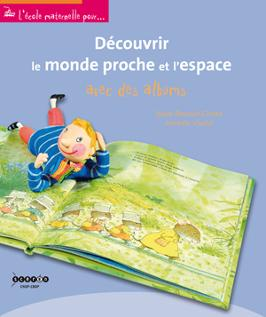 L'école maternelle pour...
Découvrir
le monde proche et l'espace
avec des albums
scérén
CNDP-CRDP